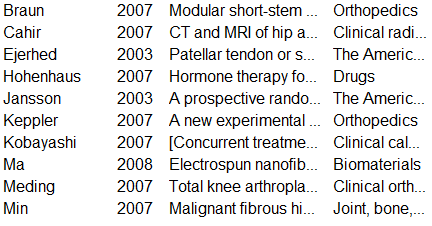 Braun 2007 Modular short-stem ... Orthopedics
Cahir 2007 CT and MRI of hip a... Clinical radi...
Ejerhed 2003 Patellar tendon or s... The Americ...
Hohenhaus 2007 Hormone therapy fo... Drugs
Jansson 2003 A prospective rando... The Americ...
Keppler 2007 A new experimental ... Orthopedics
Kobayashi 2007 [Concurrent treatme... Clinical cal...
Ma 2008 Electrospun nanofib... Biomaterials
Meding 2007 Total knee arthropla... Clinical orth...
Min 2007 Malignant fibrous hi... Joint, bone,...